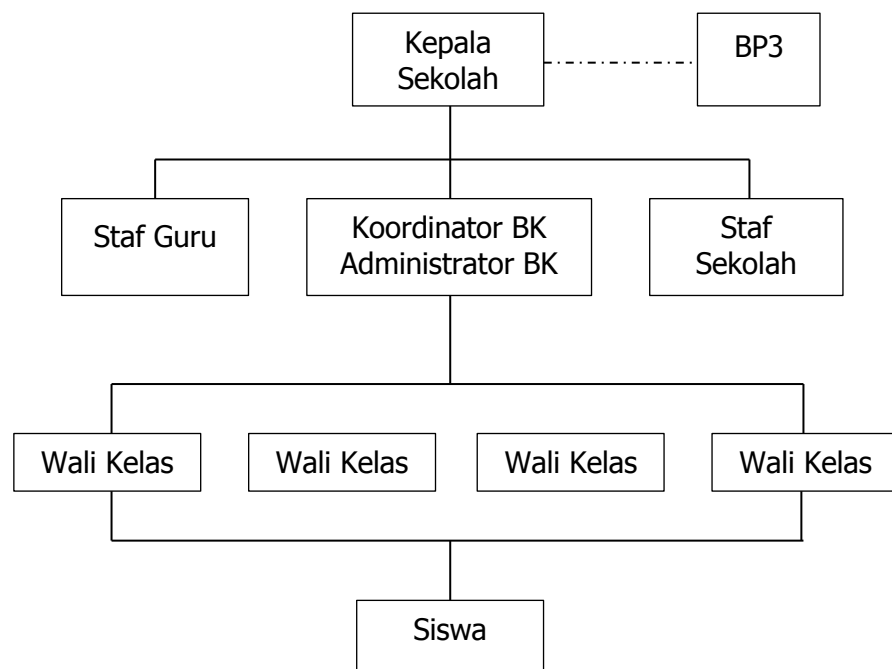 Kepala
Sekolah
BP3
Staf Guru
Koordinator BK
Administrator BK
Staf
Sekolah
Wali Kelas
Wali Kelas
Wali Kelas
Wali Kelas
Siswa